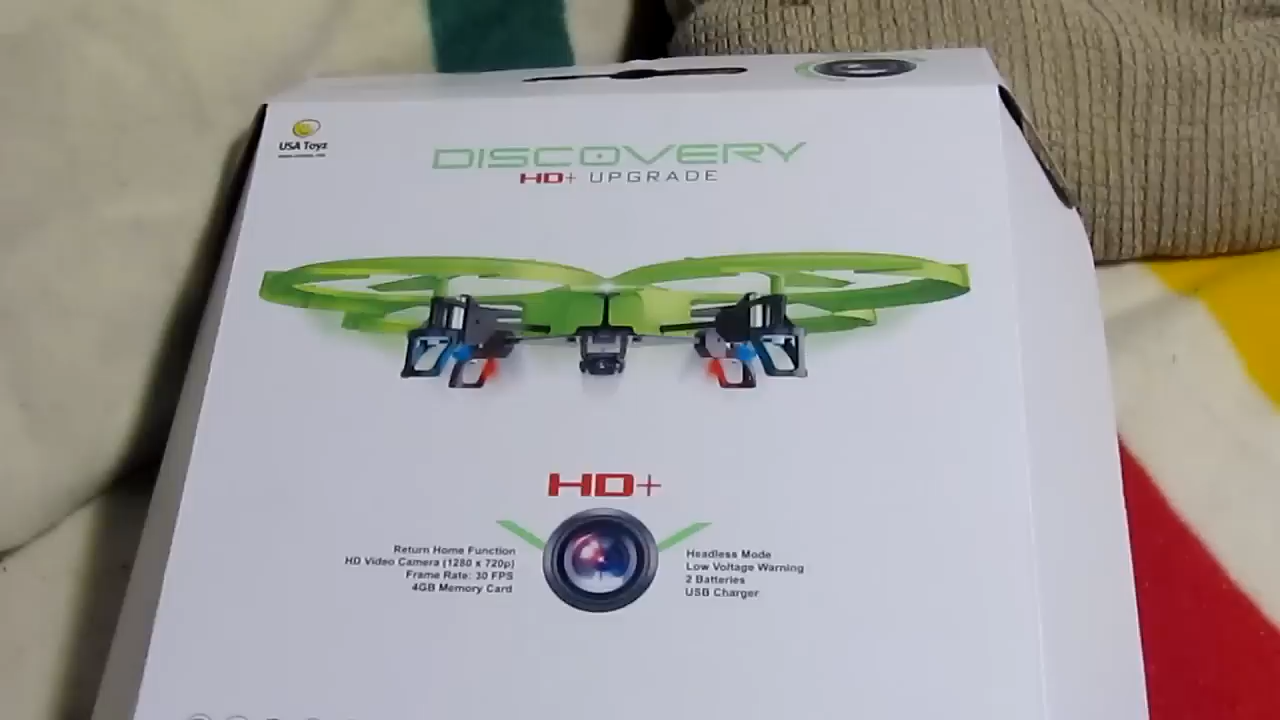 USA Toyz
DISCOVERY
HD+ UPGRADE
HD+
Return Home Function
HD Video Camera (1280 x 720p)
Frame Rate: 30 FPS
4GB Memory Card
Headless Mode
Low Voltage Warning
2 Batteries
USB Charger